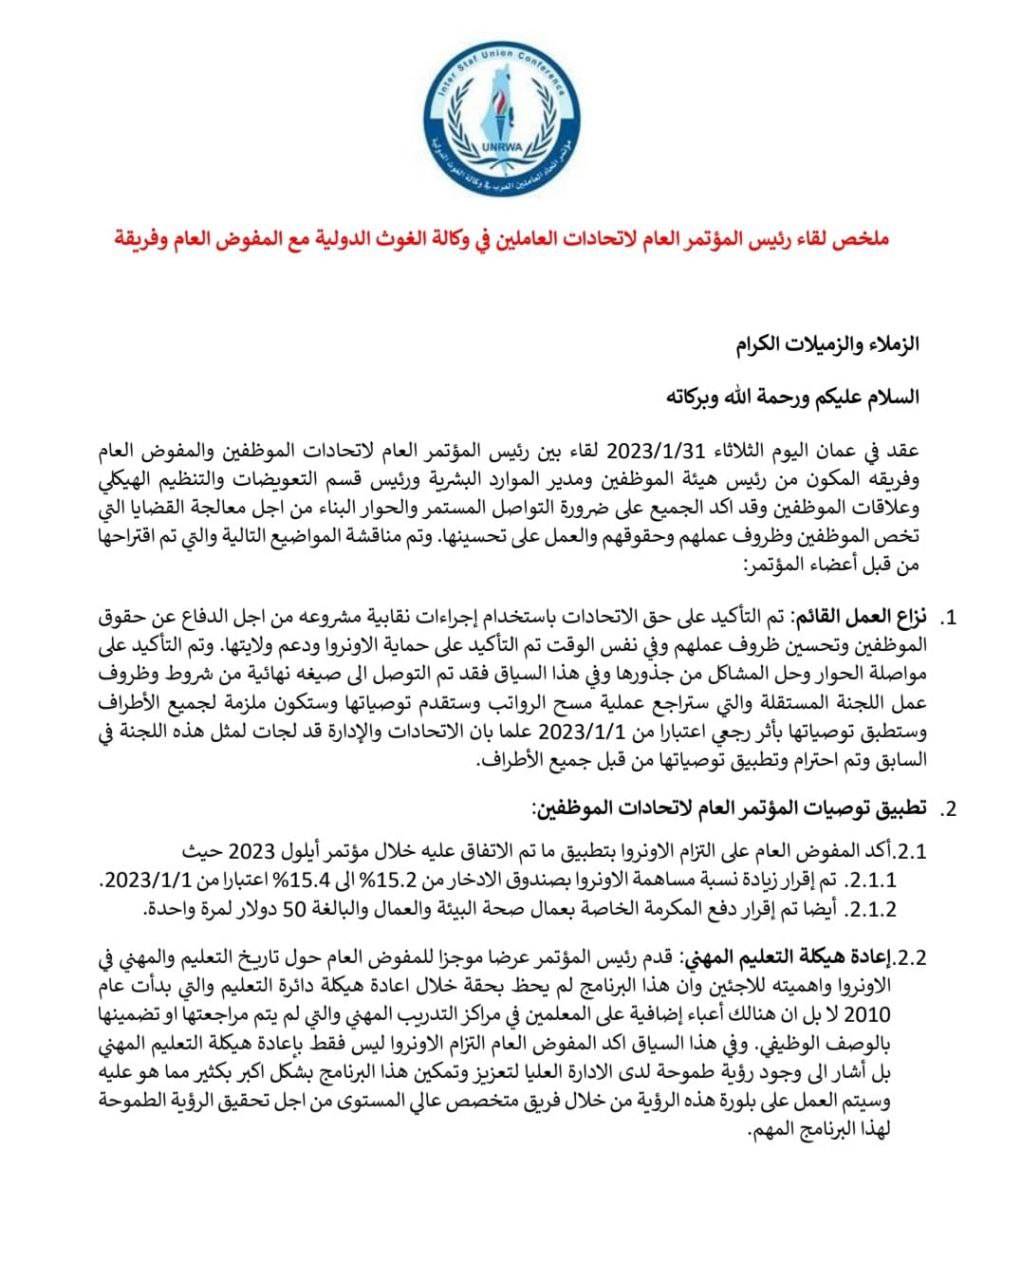 Inter Staf Union Conference
UNRWA
مؤتمر اتحاد العاملين العرب في وكالة الغوث الدولية
ملخص لقاء رئيس المؤتمر العام لاتحادات العاملين في وكالة الغوث الدولية مع المفوض العام وفريقة
الزملاء والزميلات الكرام
السلام عليكم ورحمة الله وبركاته
عقد في عمان اليوم الثلاثاء 2023/1/31 لقاء بين رئيس المؤتمر العام لاتحادات الموظفين والمفوض العام
وفريقه المكون من رئيس هيئة الموظفين ومدير الموارد البشرية ورئيس قسم التعويضات والتنظيم الهيكلي
وعلاقات الموظفين وقد اكد الجميع على ضرورة التواصل المستمر والحوار البناء من اجل معالجة القضايا التي
تخص الموظفين وظروف عملهم وحقوقهم والعمل على تحسينها. وتم مناقشة المواضيع التالية والتي تم اقتراحها
من قبل أعضاء المؤتمر:
1. نزاع العمل القائم: تم التأكيد على حق الاتحادات باستخدام إجراءات نقابية مشروعه من اجل الدفاع عن حقوق
الموظفين وتحسين ظروف عملهم وفي نفس الوقت تم التأكيد على حماية الاونروا ودعم ولايتها. وتم التأكيد على
مواصلة الحوار وحل المشاكل من جذورها وفي هذا السياق فقد تم التوصل الى صيغه نهائية من شروط وظروف
عمل اللجنة المستقلة والتي ستراجع عملية مسح الرواتب وستقدم توصياتها وستكون ملزمة لجميع الأطراف
وستطبق توصياتها بأثر رجعي اعتبارا من 2023/1/1 علما بان الاتحادات والإدارة قد لجات لمثل هذه اللجنة في
السابق وتم احترام وتطبيق توصياتها من قبل جميع الأطراف.
2. تطبيق توصيات المؤتمر العام لاتحادات الموظفين:
2.1.أكد المفوض العام على التزام الاونروا بتطبيق ما تم الاتفاق عليه خلال مؤتمر أيلول 2023 حيث
2.1.1. تم إقرار زيادة نسبة مساهمة الاونروا بصندوق الادخار من 15.2% الى 15.4% اعتبارا من 2023/1/1.
2.1.2. أيضا تم إقرار دفع المكرمة الخاصة بعمال صحة البيئة والعمال والبالغة 50 دولار لمرة واحدة.
2.2.إعادة هيكلة التعليم المهني: قدم رئيس المؤتمر عرضا موجزا للمفوض العام حول تاريخ التعليم والمهني في
الاونروا واهميته للاجئين وان هذا البرنامج لم يحظ بحقة خلال اعادة هيكلة دائرة التعليم والتي بدأت عام
2010 لا بل ان هنالك أعباء إضافية على المعلمين في مراكز التدريب المهني والتي لم يتم مراجعتها او تضمينها
بالوصف الوظيفي. وفي هذا السياق اكد المفوض العام التزام الاونروا ليس فقط بإعادة هيكلة التعليم المهني
بل أشار الى وجود رؤية طموحة لدى الادارة العليا لتعزيز وتمكين هذا البرنامج بشكل اكبر بكثير مما هو عليه
وسيتم العمل على بلورة هذه الرؤية من خلال فريق متخصص عالي المستوى من اجل تحقيق الرؤية الطموحة
لهذا البرنامج المهم.